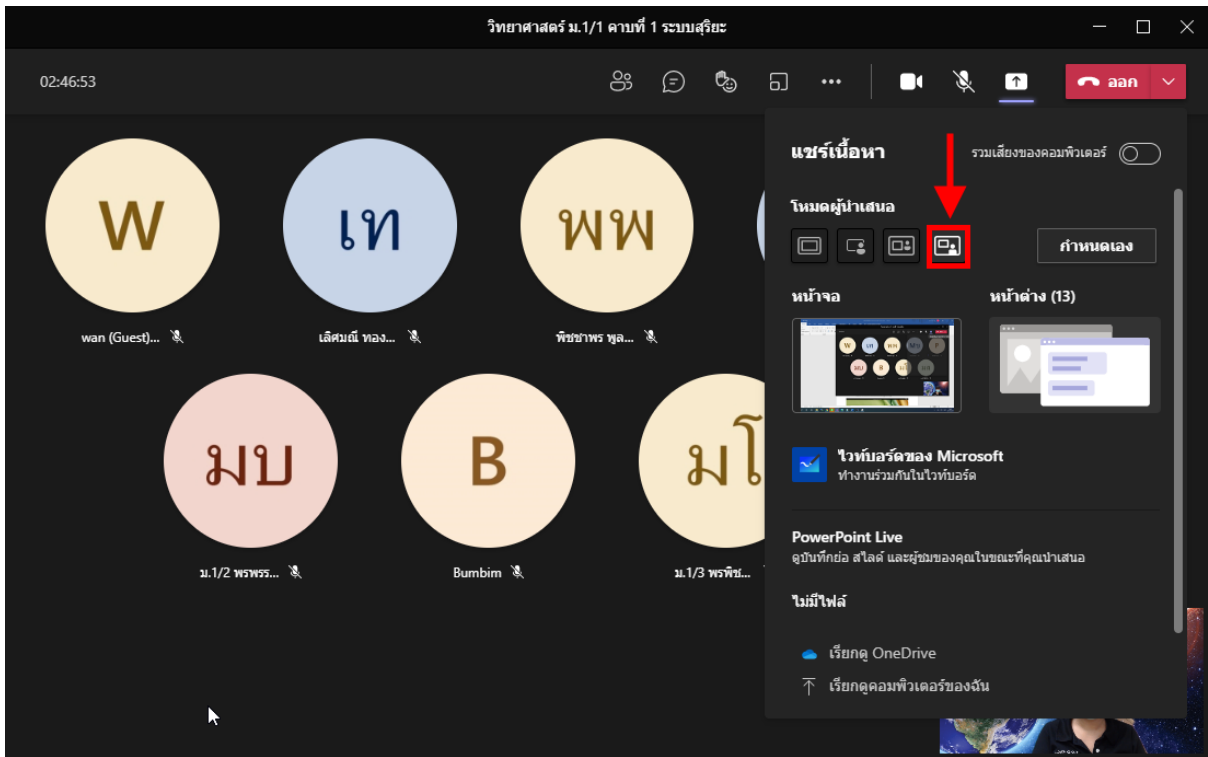 วิทยาศาสตร์ ม.1/1 คาบที่ 1 ระบบสุริยะ
02:46:53
ออก
แชร์เนื้อหา
รวมเสียงของคอมพิวเตอร์
โหมดผู้นำเสนอ
กำหนดเอง
หน้าจอ
หน้าต่าง (13)
W
เท
พพ
wan (Guest)...
เลิศมณี ทอง...
พิชชาพร พูล...
มบ
B
มโ
ไวท์บอร์ดของ Microsoft
ทำงานร่วมกันในไวท์บอร์ด
PowerPoint Live
ดูบันทึกย่อ สไลด์ และผู้ชมของคุณในขณะที่คุณนำเสนอ
ม.1/2 พรพรร...
Bumbim
ม.1/3 พรพิช...
ไม่มีไฟล์
เรียกดู OneDrive
เรียกดูคอมพิวเตอร์ของฉัน